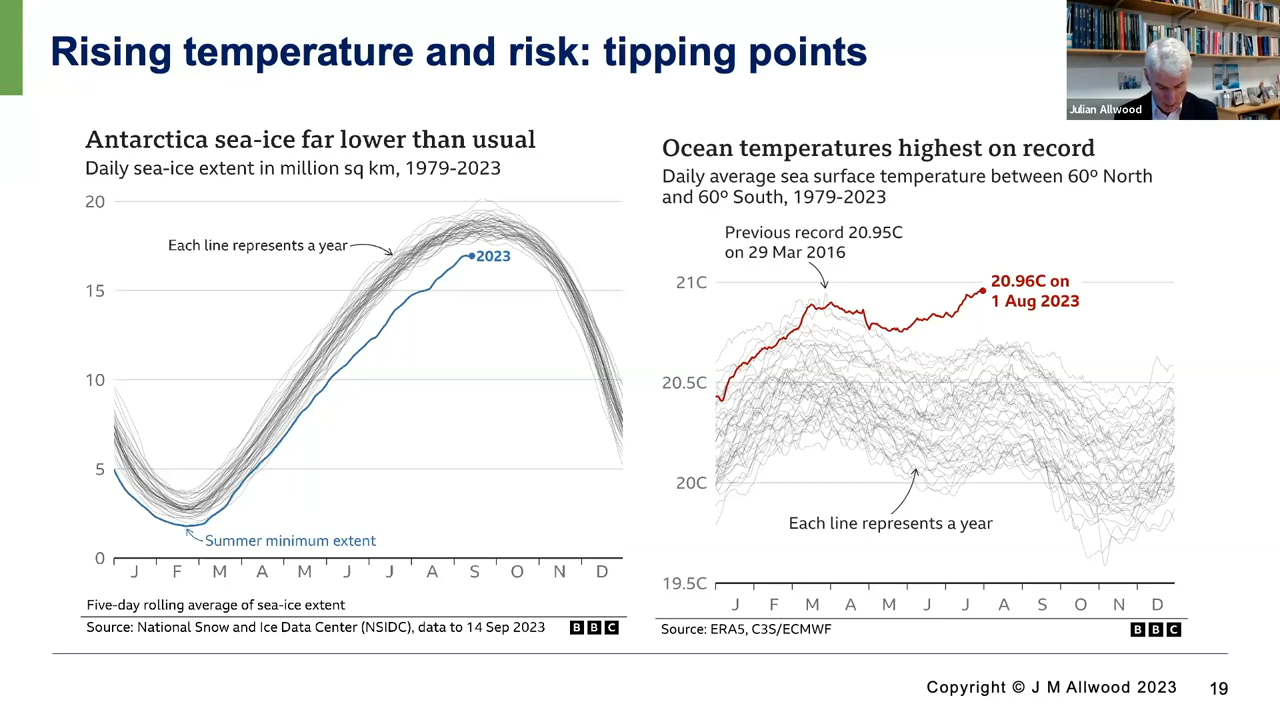 Rising temperature and risk: tipping points
Julian Allwood
Antarctica sea-ice far lower than usual
Daily sea-ice extent in million sq km, 1979-2023
20
15
10
5
0
Each line represents a year
2023
Summer minimum extent
J F M A M J J A S O N D
Five-day rolling average of sea-ice extent
Source: National Snow and Ice Data Center (NSIDC), data to 14 Sep 2023 BBC
Ocean temperatures highest on record
Daily average sea surface temperature between 60º North
and 60º South, 1979-2023
Previous record 20.95C
on 29 Mar 2016
21C
20.96C on
1 Aug 2023
20.5C
20C
Each line represents a year
19.5C
J F M A M J J A S O N D
Source: ERA5, C3S/ECMWF BBC
Copyright © J M Allwood 2023 19